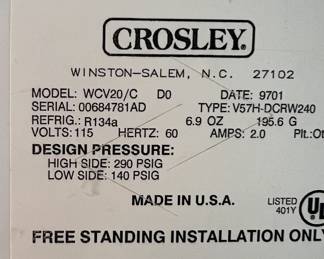 CROSLEY®
WINSTON-SALEM, N.C. 27102
MODEL: WCV20/C D0 DATE: 9701
SERIAL: 00684781AD TYPE: V57H-DCRW240
REFRIG.: R134a 6.9 OZ 195.6 G
VOLTS: 115 HERTZ: 60 AMPS: 2.0 Plt.:
DESIGN PRESSURE:
HIGH SIDE: 290 PSIG
LOW SIDE: 140 PSIG
MADE IN U.S.A.
LISTED
401Y
UL
FREE STANDING INSTALLATION ONLY